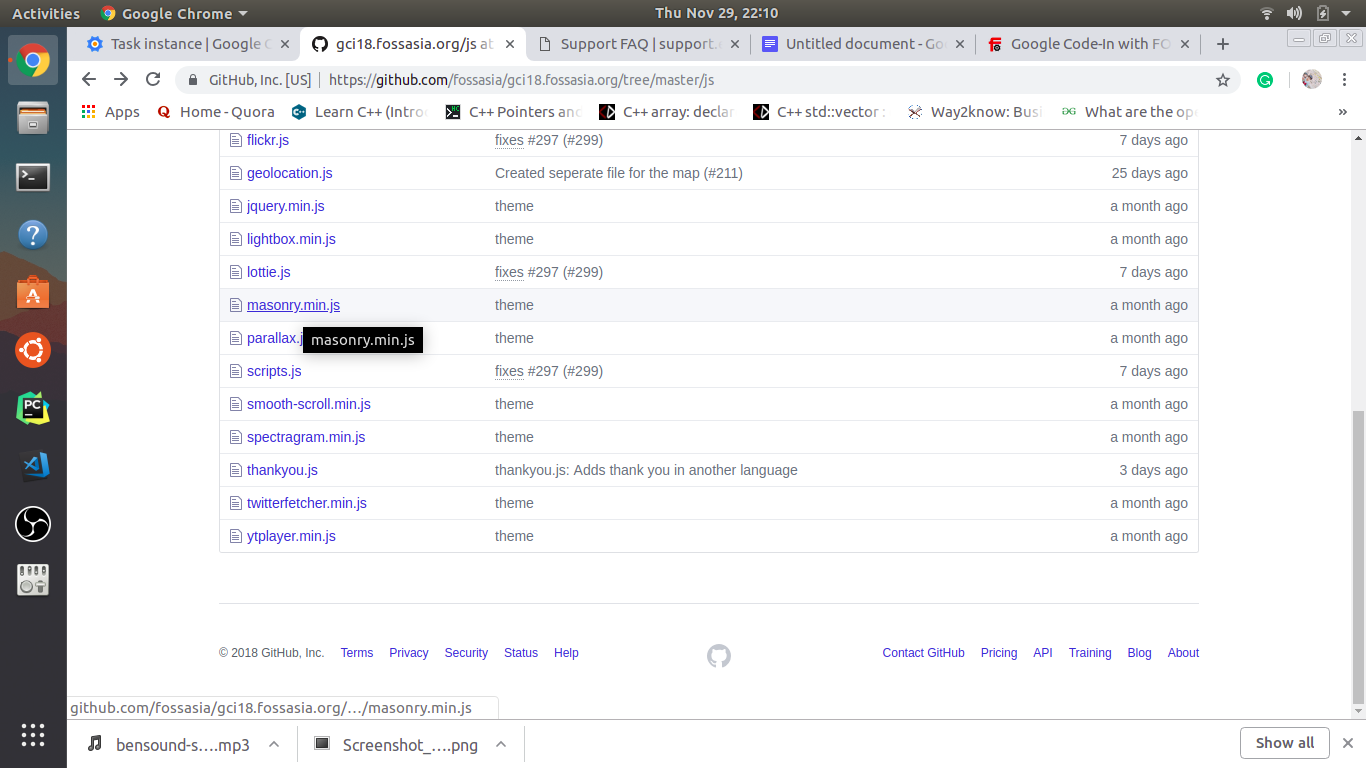 Activities Google Chrome Thu Nov 29, 22:10
Task instance | Google C gci18.fossasia.org/js at Support FAQ | support. Untitled document - Go Google Code-In with FO
GitHub, Inc. [US] https://github.com/fossasia/gci18.fossasia.org/tree/master/js
Apps Home - Quora Learn C++ (Intro C++ Pointers and C++ array: declar C++ std::vector : Way2know: Busi What are the ope »
flickr.js fixes #297 (#299) 7 days ago
geolocation.js Created seperate file for the map (#211) 25 days ago
jquery.min.js theme a month ago
lightbox.min.js theme a month ago
lottie.js fixes #297 (#299) 7 days ago
masonry.min.js theme a month ago
parallax.j theme a month ago
masonry.min.js
scripts.js fixes #297 (#299) 7 days ago
smooth-scroll.min.js theme a month ago
spectragram.min.js theme a month ago
thankyou.js thankyou.js: Adds thank you in another language 3 days ago
twitterfetcher.min.js theme a month ago
ytplayer.min.js theme a month ago
© 2018 GitHub, Inc. Terms Privacy Security Status Help Contact GitHub Pricing API Training Blog About
github.com/fossasia/gci18.fossasia.org/…/masonry.min.js
bensound-s….mp3 Screenshot_….png Show all
PC